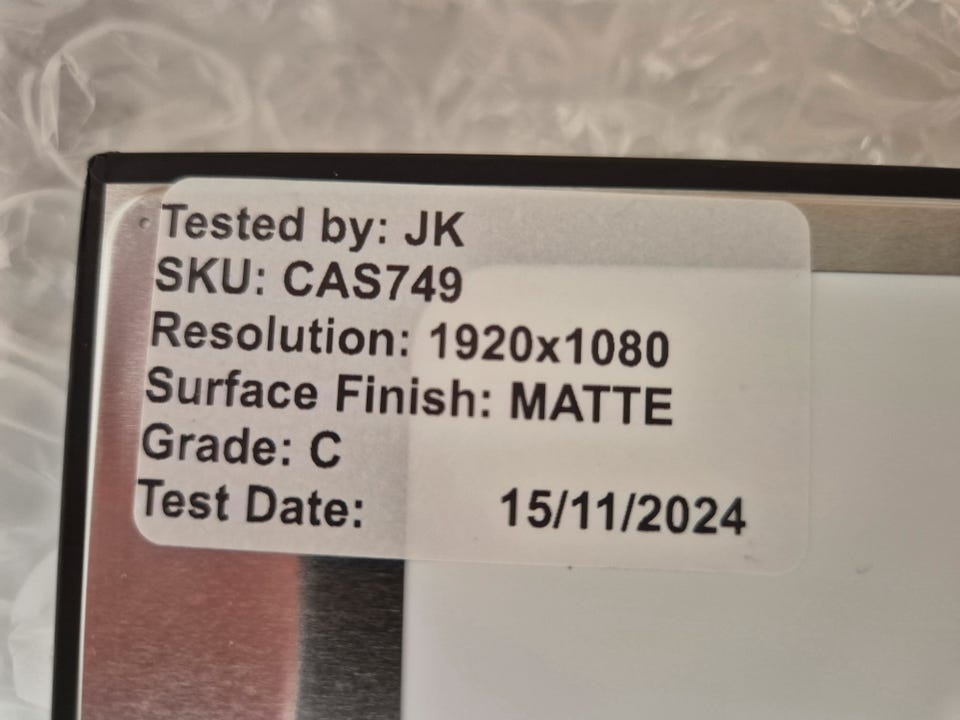 Tested by: JK
SKU: CAS749
Resolution: 1920x1080
Surface Finish: MATTE
Grade: C
Test Date: 15/11/2024